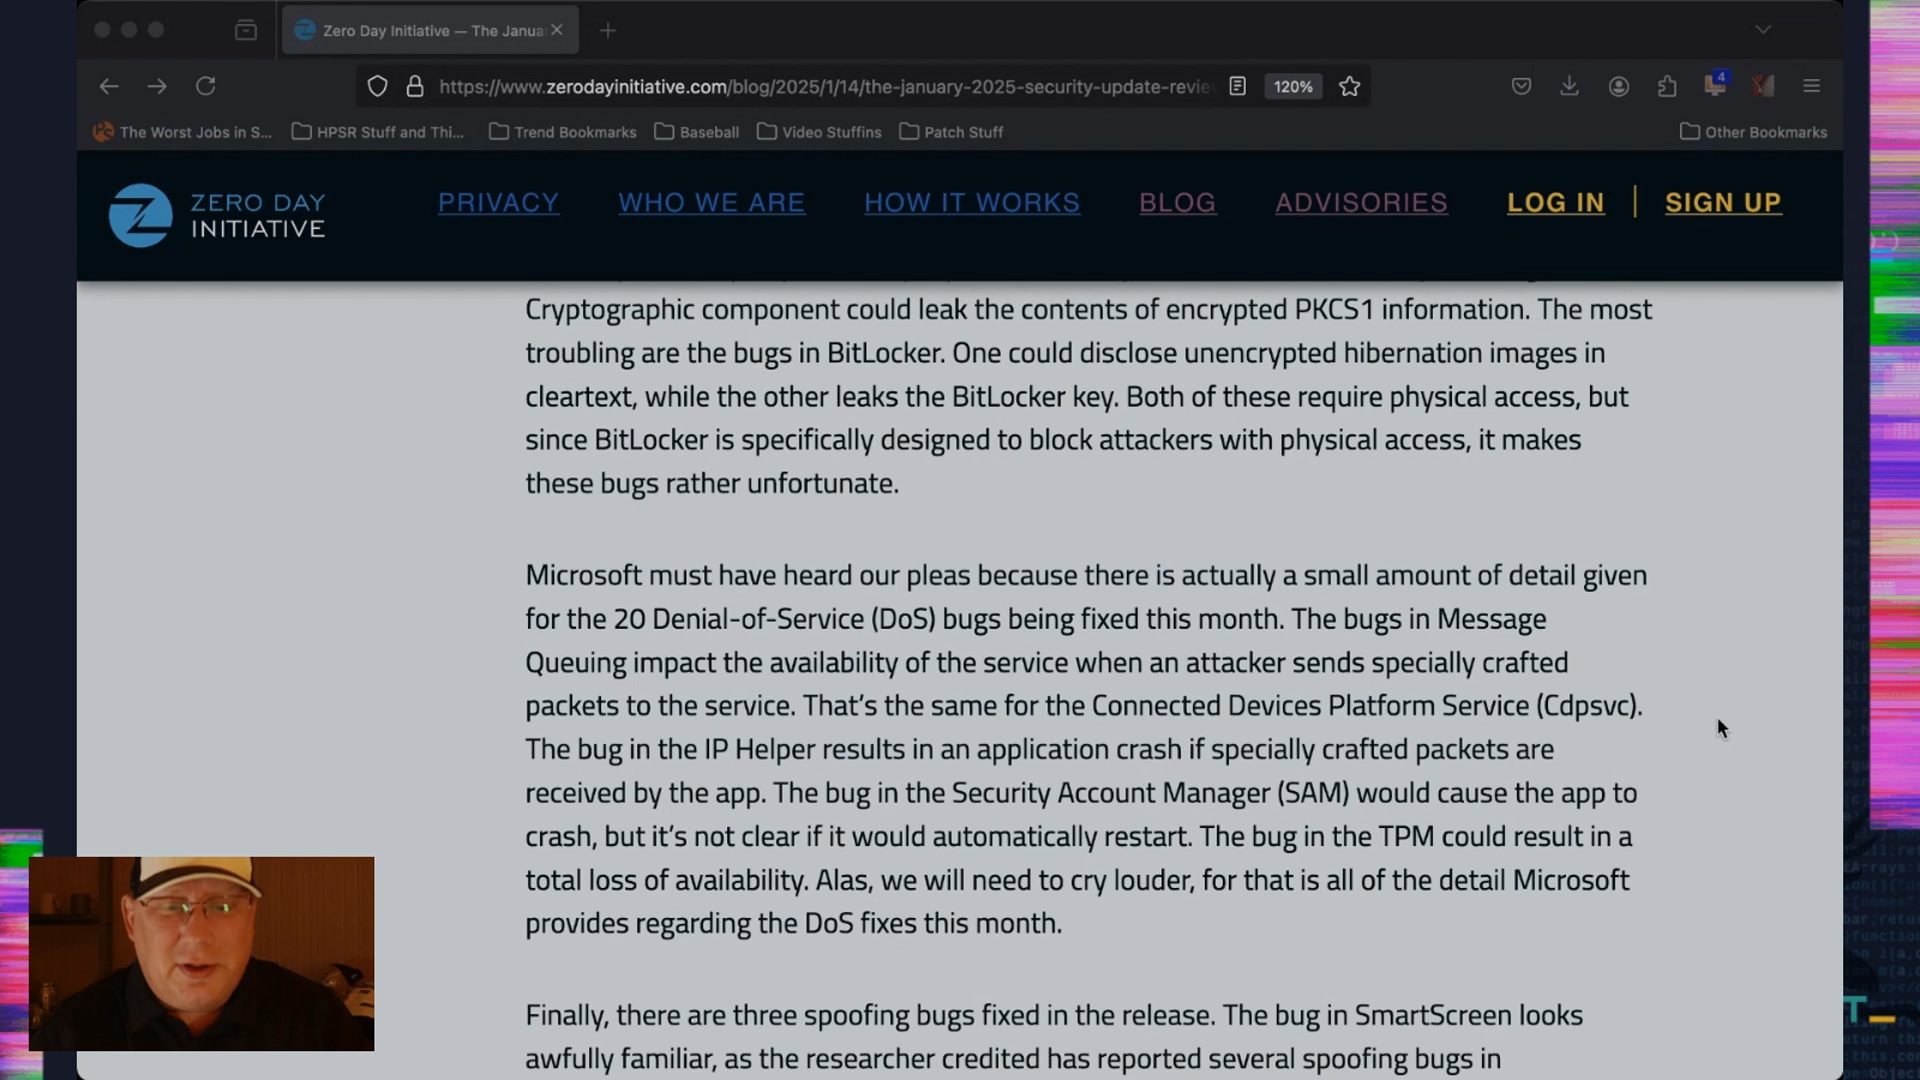 Zero Day Initiative — The Janua
https://www.zerodayinitiative.com/blog/2025/1/14/the-january-2025-security-update-revie
120%
4
The Worst Jobs in S...
HPSR Stuff and Thi...
Trend Bookmarks
Baseball
Video Stuffins
Patch Stuff
Other Bookmarks
ZERO DAY
INITIATIVE
PRIVACY
WHO WE ARE
HOW IT WORKS
BLOG
ADVISORIES
LOG IN
SIGN UP
Cryptographic component could leak the contents of encrypted PKCS1 information. The most
troubling are the bugs in BitLocker. One could disclose unencrypted hibernation images in
cleartext, while the other leaks the BitLocker key. Both of these require physical access, but
since BitLocker is specifically designed to block attackers with physical access, it makes
these bugs rather unfortunate.
Microsoft must have heard our pleas because there is actually a small amount of detail given
for the 20 Denial-of-Service (DoS) bugs being fixed this month. The bugs in Message
Queuing impact the availability of the service when an attacker sends specially crafted
packets to the service. That’s the same for the Connected Devices Platform Service (Cdpsvc).
The bug in the IP Helper results in an application crash if specially crafted packets are
received by the app. The bug in the Security Account Manager (SAM) would cause the app to
crash, but it’s not clear if it would automatically restart. The bug in the TPM could result in a
total loss of availability. Alas, we will need to cry louder, for that is all of the detail Microsoft
provides regarding the DoS fixes this month.
Finally, there are three spoofing bugs fixed in the release. The bug in SmartScreen looks
awfully familiar, as the researcher credited has reported several spoofing bugs in
T_